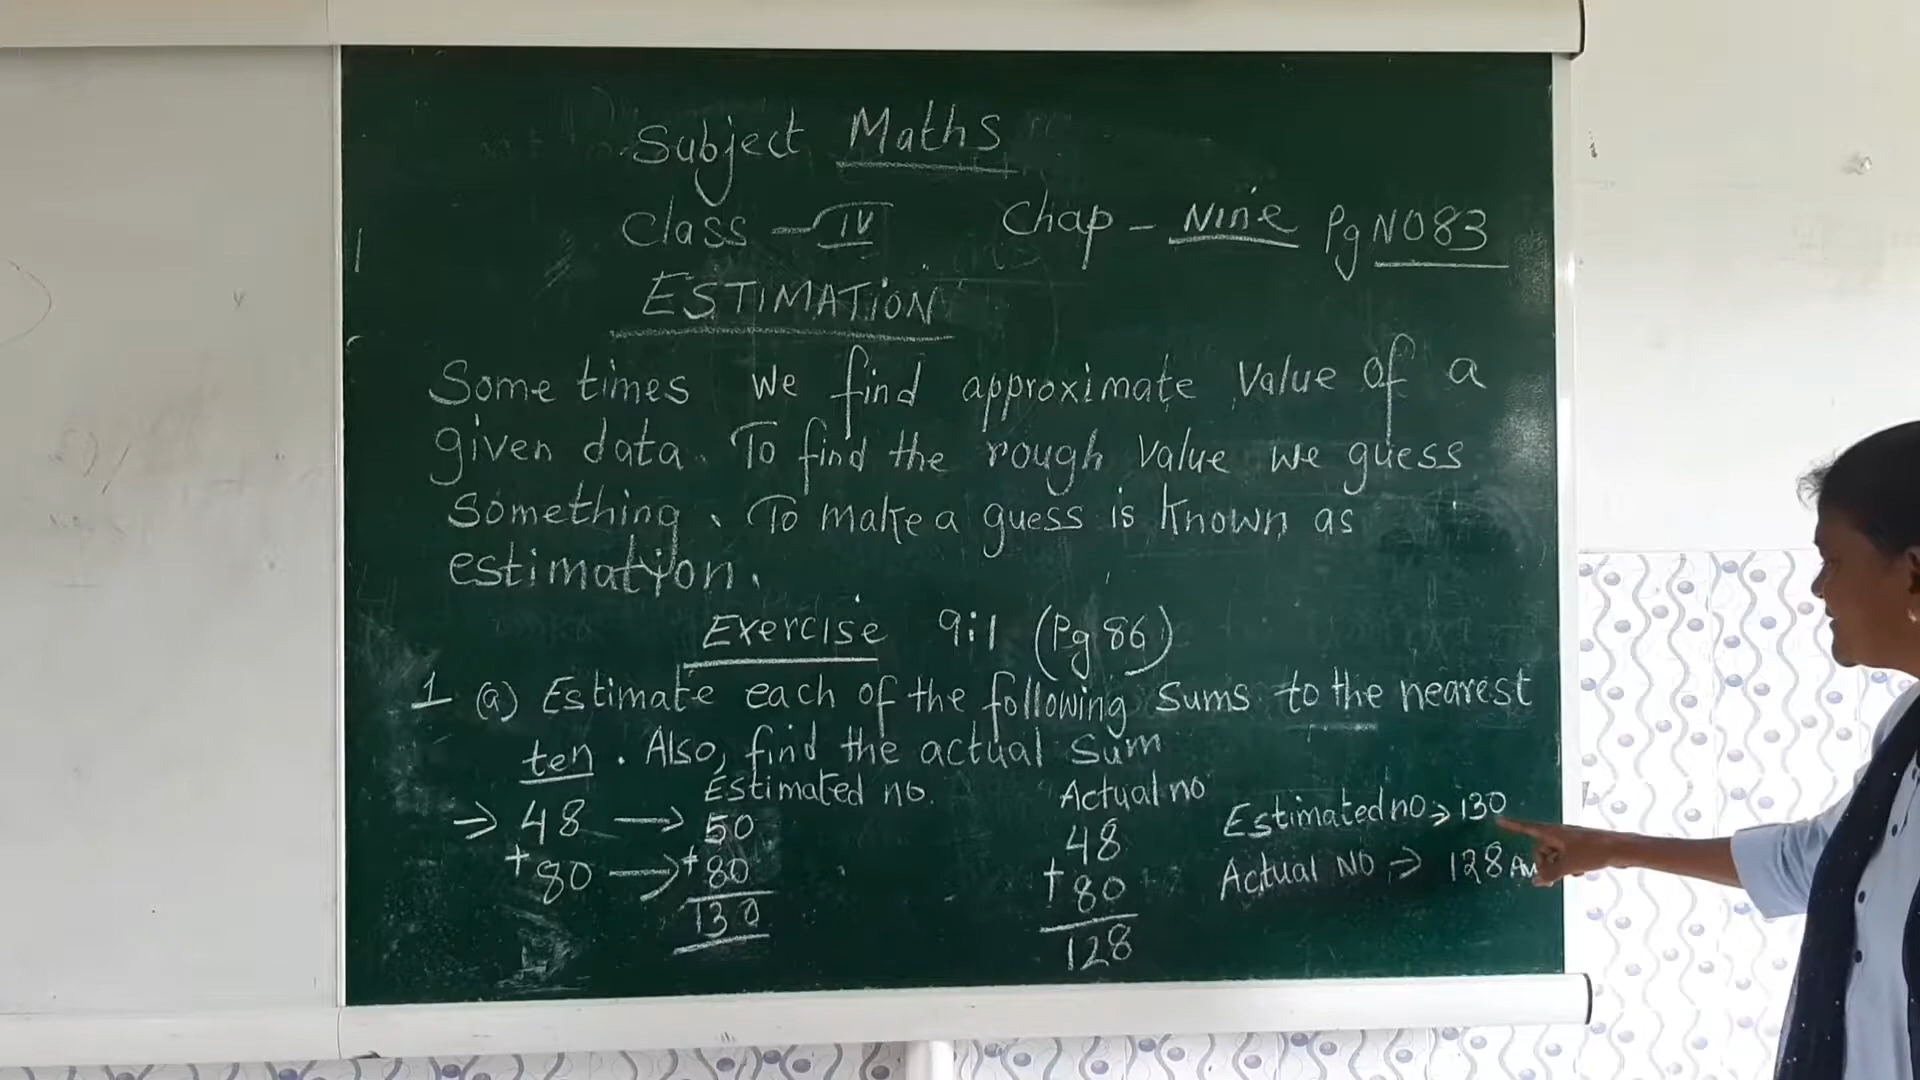 Subject Maths
Class - IV Chap - Nine Pg NO 83
ESTIMATION
Some times we find approximate value of a
given data. To find the rough value we guess
something. To make a guess is known as
estimation.
Exercise 9:1 (Pg 86)
1 (a) Estimate each of the following sums to the nearest
ten. Also, find the actual sum
Estimated no. Actual no
→ 48 → 50 48 Estimated no → 130
+ 80 → + 80 + 80 Actual NO → 128
130 128